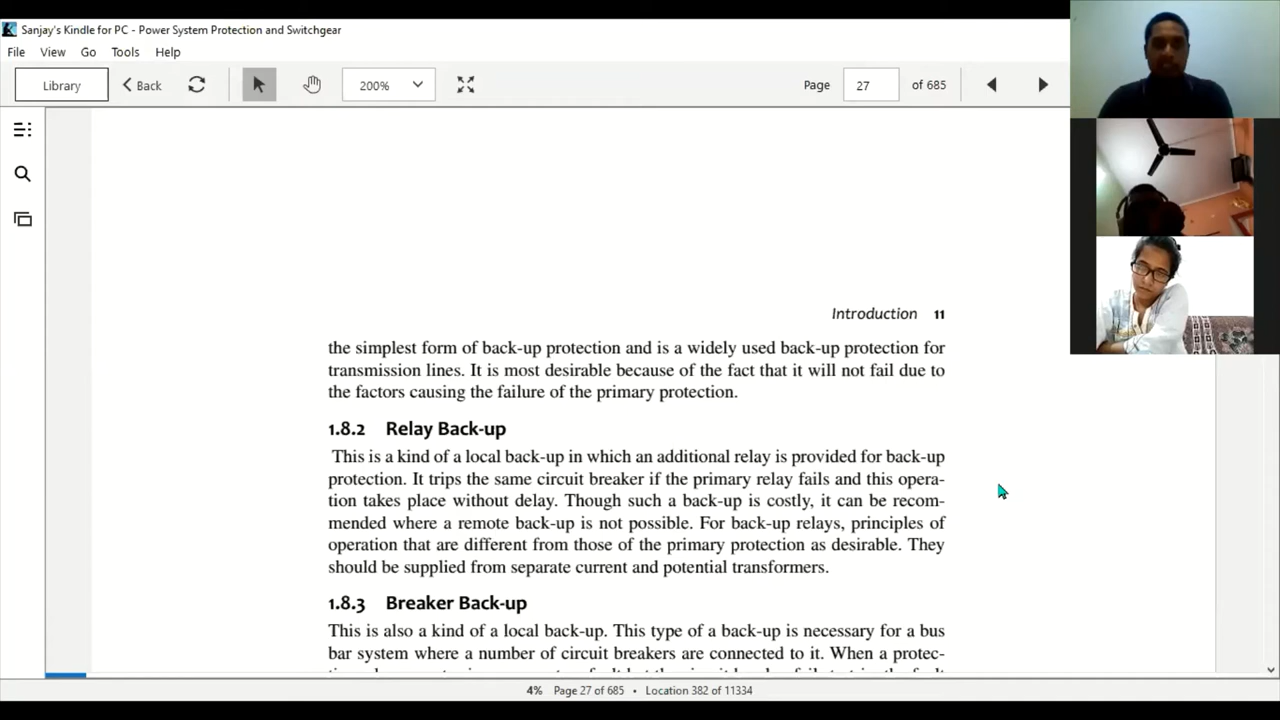 Sanjay's Kindle for PC - Power System Protection and Switchgear
File View Go Tools Help
Library Back 200% Page 27 of 685
Introduction 11
the simplest form of back-up protection and is a widely used back-up protection for
transmission lines. It is most desirable because of the fact that it will not fail due to
the factors causing the failure of the primary protection.
1.8.2 Relay Back-up
This is a kind of a local back-up in which an additional relay is provided for back-up
protection. It trips the same circuit breaker if the primary relay fails and this opera-
tion takes place without delay. Though such a back-up is costly, it can be recom-
mended where a remote back-up is not possible. For back-up relays, principles of
operation that are different from those of the primary protection as desirable. They
should be supplied from separate current and potential transformers.
1.8.3 Breaker Back-up
This is also a kind of a local back-up. This type of a back-up is necessary for a bus
bar system where a number of circuit breakers are connected to it. When a protec-
4% Page 27 of 685 • Location 382 of 11334